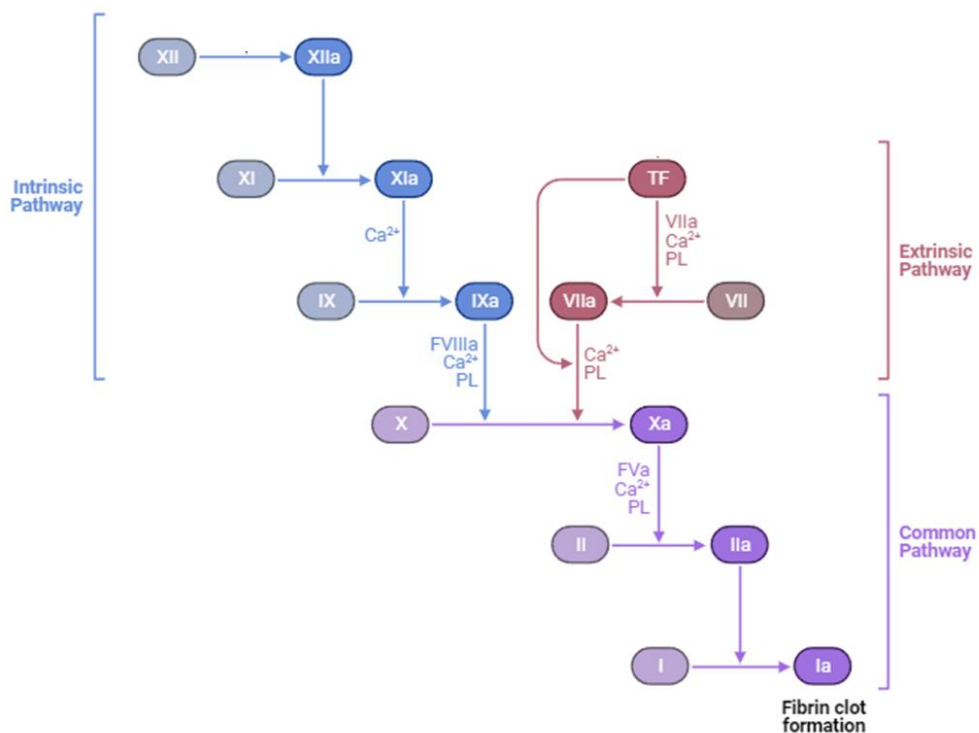 XII
XIIa
XI
XIa
TF
Intrinsic
Pathway
Ca²⁺
VIIa
Ca²⁺
PL
Extrinsic
Pathway
IX
IXa
VIIa
VII
FVIIIa
Ca²⁺
PL
Ca²⁺
PL
X
Xa
FVa
Ca²⁺
PL
Common
Pathway
II
IIa
I
Ia
Fibrin clot
formation